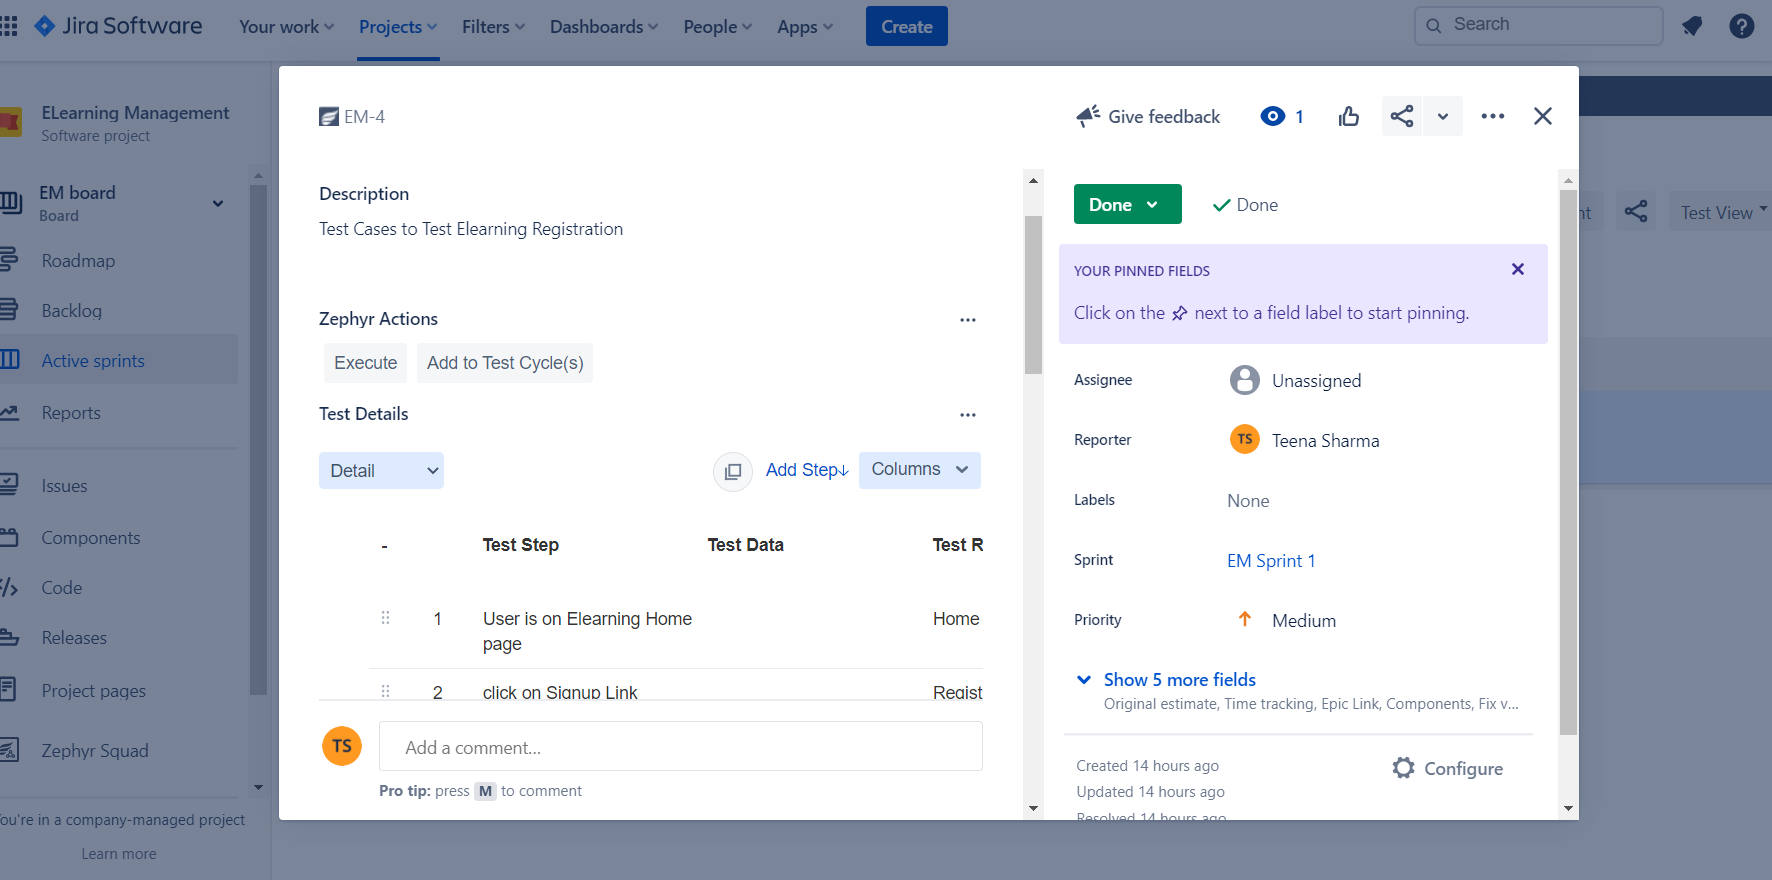 Jira Software
Your work
Projects
Filters
Dashboards
People
Apps
Create
Search
ELearning Management
Software project
EM board
Board
Roadmap
Backlog
Active sprints
Reports
Issues
Components
Code
Releases
Project pages
Zephyr Squad
ou're in a company-managed project
Learn more
EM-4
Give feedback
1
Description
Test Cases to Test Elearning Registration
Zephyr Actions
Execute
Add to Test Cycle(s)
Test Details
Detail
Add Step↓
Columns
- Test Step Test Data Test R
1 User is on Elearning Home Home
page
2 click on Signup Link Regist
TS
Add a comment...
Pro tip: press M to comment
Done
Done
YOUR PINNED FIELDS
Click on the next to a field label to start pinning.
Assignee Unassigned
Reporter TS Teena Sharma
Labels None
Sprint EM Sprint 1
Priority Medium
Show 5 more fields
Original estimate, Time tracking, Epic Link, Components, Fix v...
Created 14 hours ago
Configure
Updated 14 hours ago
Resolved 14 hours ago
nt
Test View